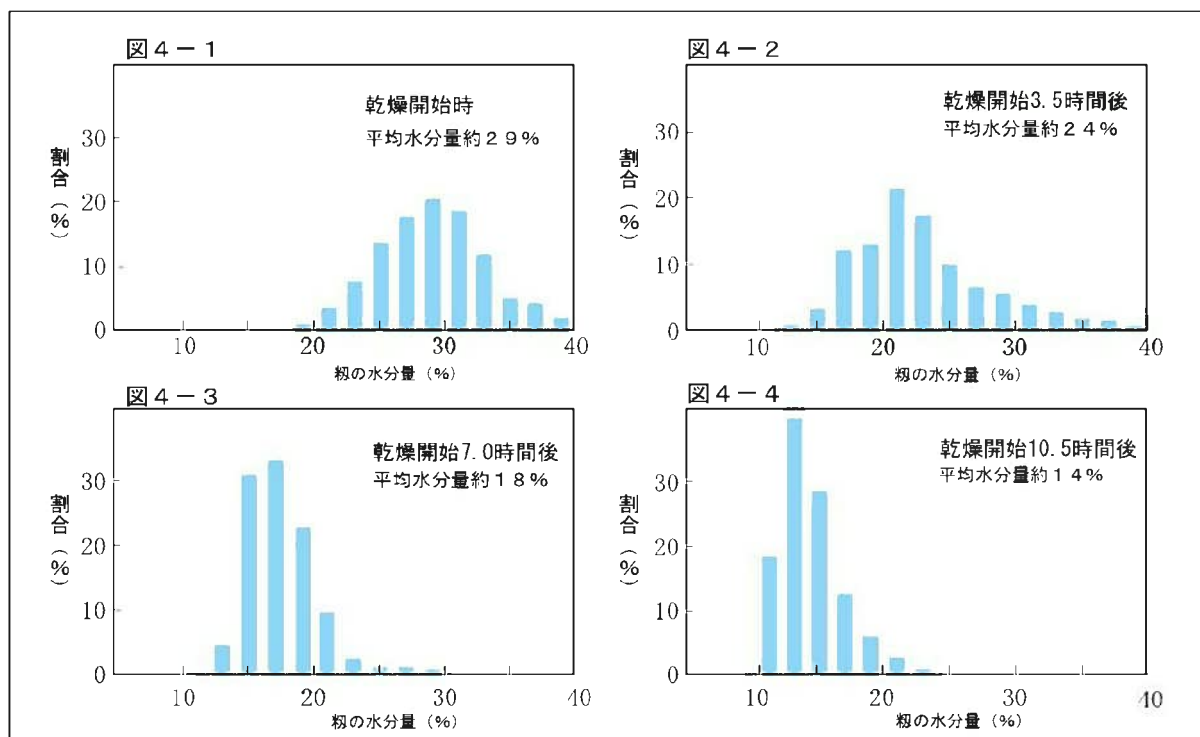 図4-1
乾燥開始時
平均水分量約29%
割合(%)
30
20
10
0
10
20
30
40
籾の水分量(%)
図4-2
乾燥開始3.5時間後
平均水分量約24%
割合(%)
30
20
10
0
10
20
30
40
籾の水分量(%)
図4-3
乾燥開始7.0時間後
平均水分量約18%
割合(%)
30
20
10
0
10
20
30
40
籾の水分量(%)
図4-4
乾燥開始10.5時間後
平均水分量約14%
割合(%)
30
20
10
0
10
20
30
40
籾の水分量(%)